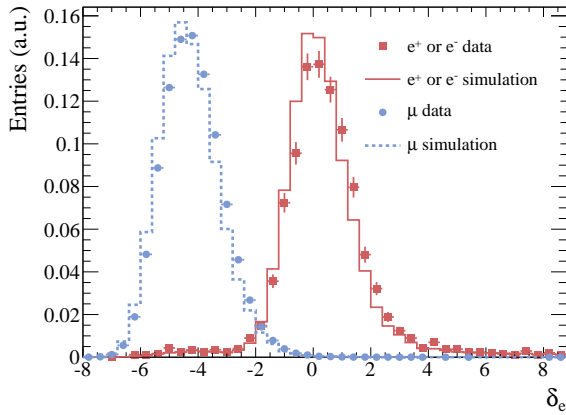 Entries (a.u.)
0.16
0.14
0.12
0.1
0.08
0.06
0.04
0.02
0
e⁺ or e⁻ data
e⁺ or e⁻ simulation
μ data
μ simulation
-8 -6 -4 -2 0 2 4 6 8
δₑ